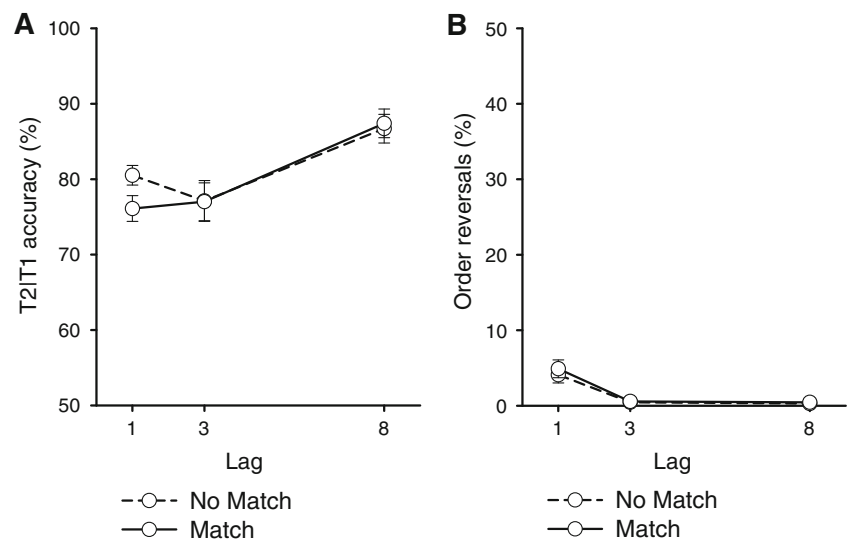 A
100
90
80
70
60
50
T2|T1 accuracy (%)
1 3 8
Lag
No Match
Match
B
50
40
30
20
10
0
Order reversals (%)
1 3 8
Lag
No Match
Match